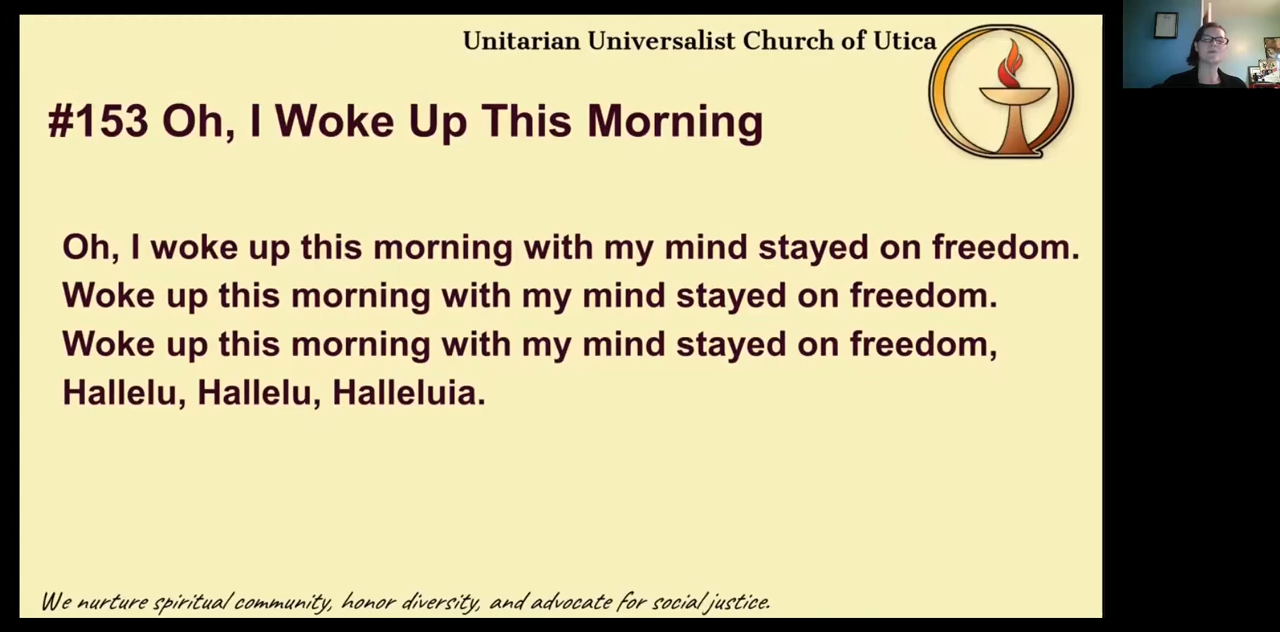 Unitarian Universalist Church of Utica
#153 Oh, I Woke Up This Morning
Oh, I woke up this morning with my mind stayed on freedom.
Woke up this morning with my mind stayed on freedom.
Woke up this morning with my mind stayed on freedom,
Hallelu, Hallelu, Halleluia.
We nurture spiritual community, honor diversity, and advocate for social justice.